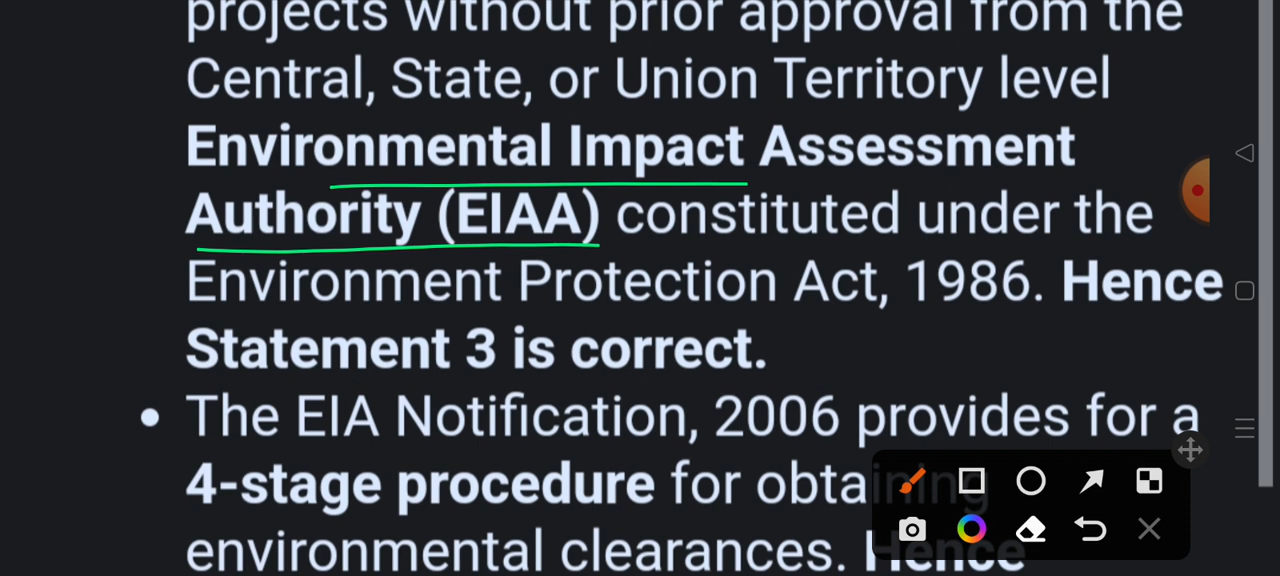 projects without prior approval from the
Central, State, or Union Territory level
Environmental Impact Assessment
Authority (EIAA) constituted under the
Environment Protection Act, 1986. Hence
Statement 3 is correct.
• The EIA Notification, 2006 provides for a
4-stage procedure for obtaining
environmental clearances. Hence